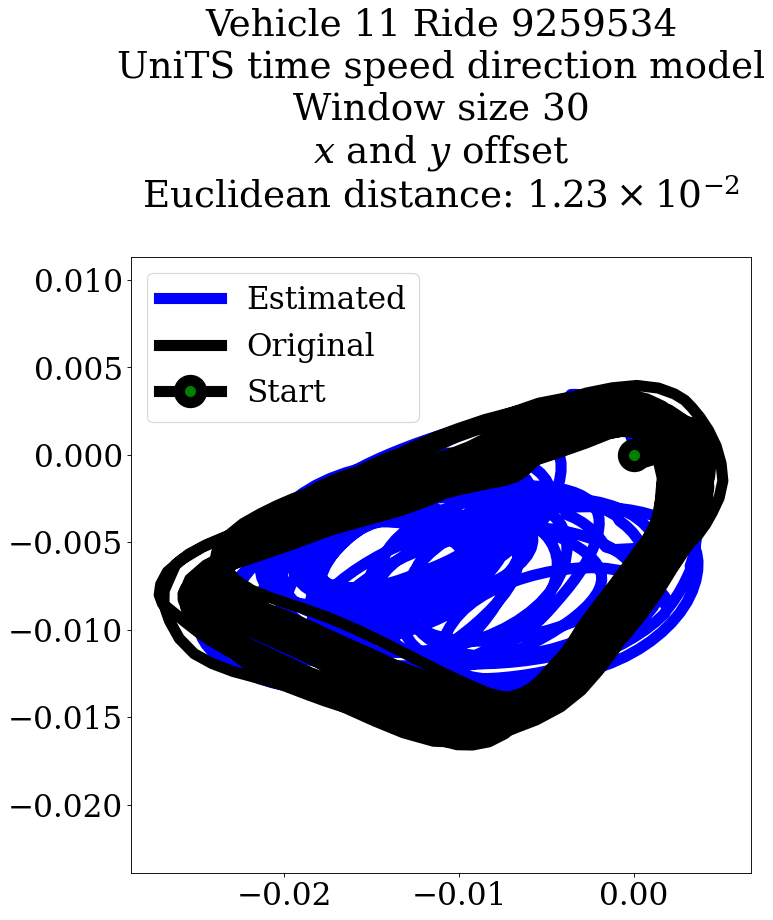 Vehicle 11 Ride 9259534
UniTS time speed direction model
Window size 30
x and y offset
Euclidean distance: 1.23 × 10⁻²
0.010
0.005
0.000
−0.005
−0.010
−0.015
−0.020
Estimated
Original
Start
−0.02
−0.01
0.00